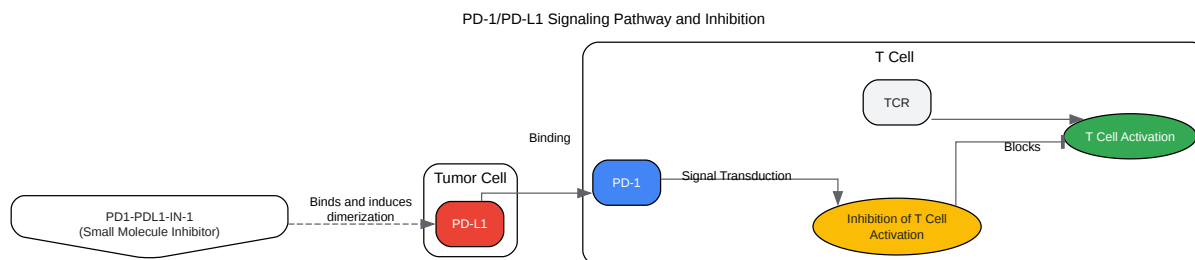 PD-1/PD-L1 Signaling Pathway and Inhibition
T Cell
TCR
T Cell Activation
Binding
Blocks
Tumor Cell
PD-1
Signal Transduction
Binds and induces
dimerization
PD1-PDL1-IN-1
(Small Molecule Inhibitor)
PD-L1
Inhibition of T Cell
Activation